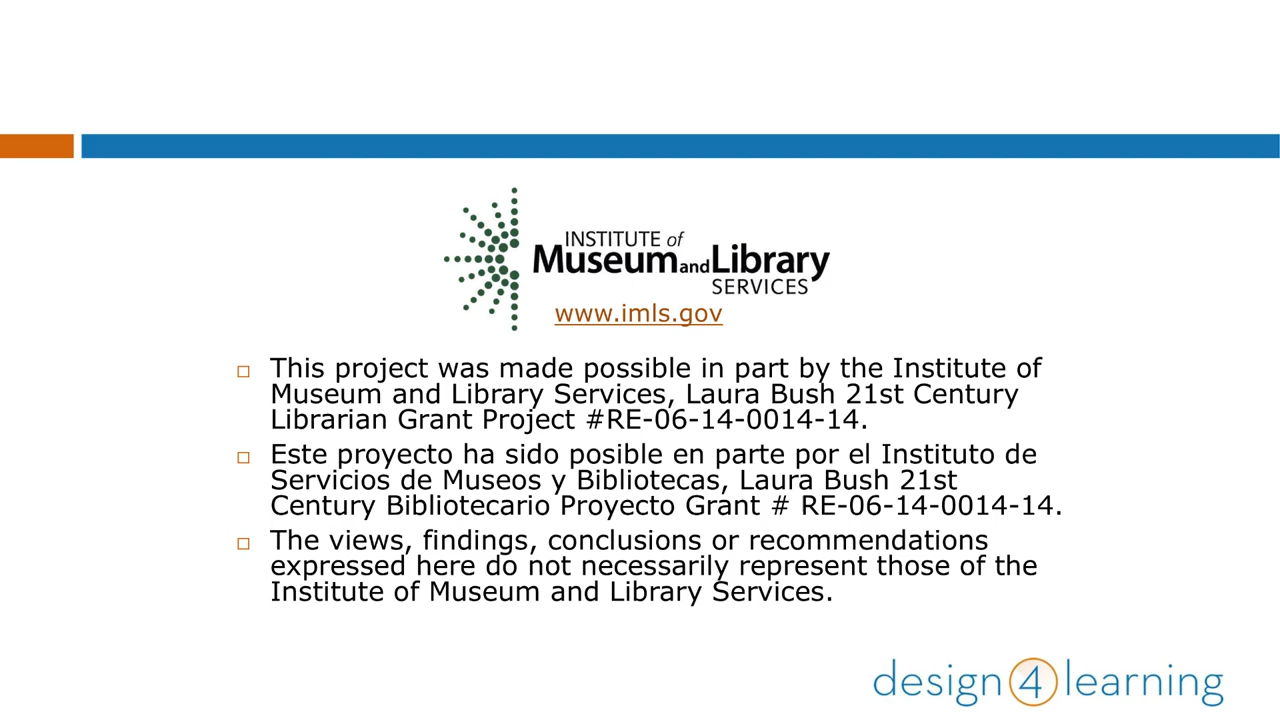 INSTITUTE of
Museum and Library
SERVICES
www.imls.gov
□ This project was made possible in part by the Institute of
Museum and Library Services, Laura Bush 21st Century
Librarian Grant Project #RE-06-14-0014-14.
□ Este proyecto ha sido posible en parte por el Instituto de
Servicios de Museos y Bibliotecas, Laura Bush 21st
Century Bibliotecario Proyecto Grant # RE-06-14-0014-14.
□ The views, findings, conclusions or recommendations
expressed here do not necessarily represent those of the
Institute of Museum and Library Services.
design 4 learning